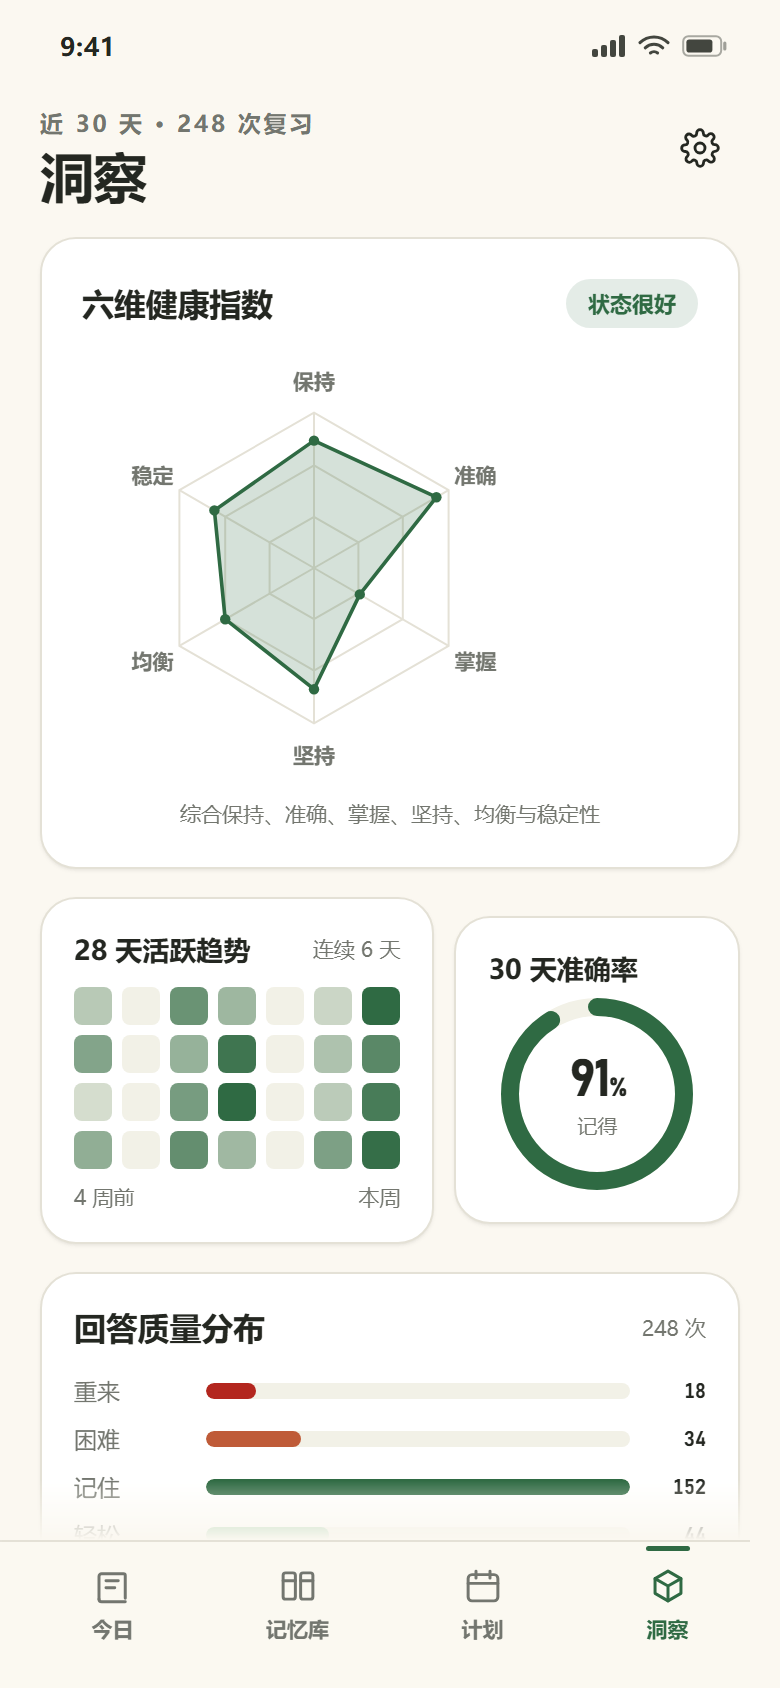 9:41
近 30 天 • 248 次复习
洞察
六维健康指数
状态很好
保持
稳定
准确
均衡
掌握
坚持
综合保持、准确、掌握、坚持、均衡与稳定性
28 天活跃趋势
连续 6 天
4 周前
本周
30 天准确率
91%
记得
回答质量分布
248 次
重来
18
困难
34
记住
152
轻松
44
今日
记忆库
计划
洞察